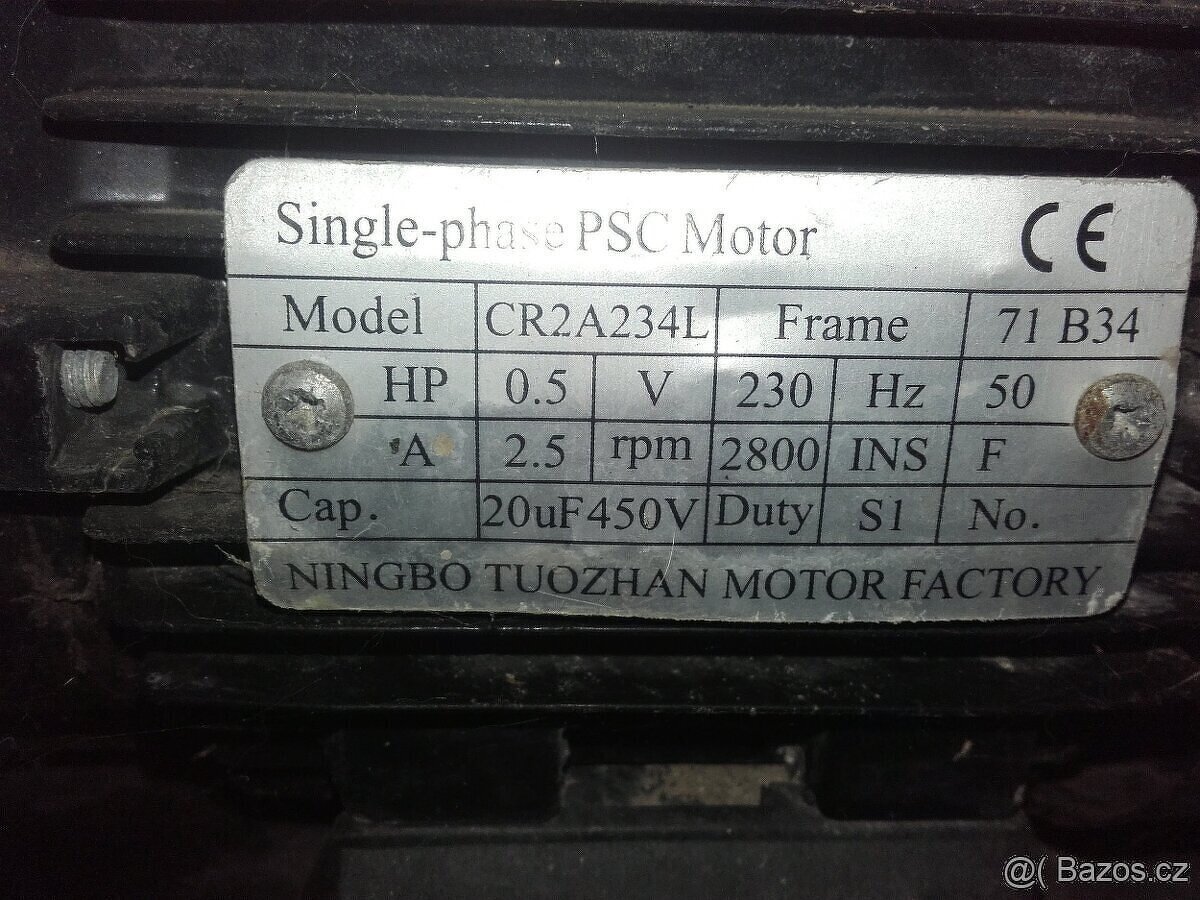 Single-phase PSC Motor CE
Model CR2A234L Frame 71 B34
HP 0.5 V 230 Hz 50
A 2.5 rpm 2800 INS F
Cap. 20uF450V Duty S1 No.
NINGBO TUOZHAN MOTOR FACTORY
@( Bazos.cz